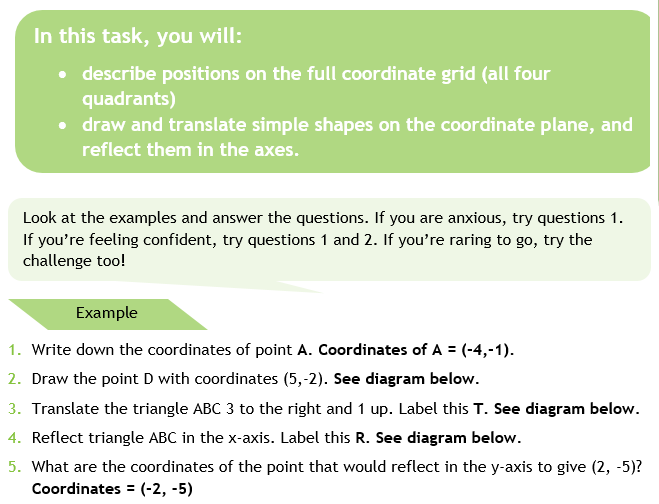 In this task, you will:
• describe positions on the full coordinate grid (all four
quadrants)
• draw and translate simple shapes on the coordinate plane, and
reflect them in the axes.
Look at the examples and answer the questions. If you are anxious, try questions 1.
If you’re feeling confident, try questions 1 and 2. If you’re raring to go, try the
challenge too!
Example
1. Write down the coordinates of point A. Coordinates of A = (-4,-1).
2. Draw the point D with coordinates (5,-2). See diagram below.
3. Translate the triangle ABC 3 to the right and 1 up. Label this T. See diagram below.
4. Reflect triangle ABC in the x-axis. Label this R. See diagram below.
5. What are the coordinates of the point that would reflect in the y-axis to give (2, -5)?
Coordinates = (-2, -5)